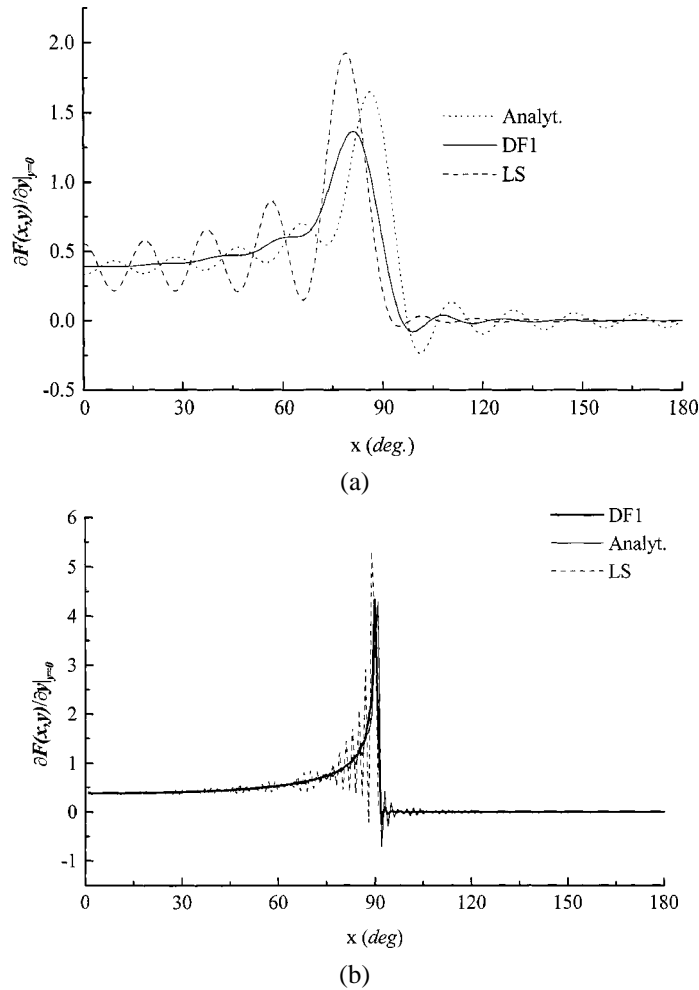 2.0
1.5
1.0
0.5
0.0
-0.5
∂F(x,y)/∂y|y=0
Analyt.
DF1
LS
0 30 60 90 120 150 180
x (deg.)
(a)
6
5
4
3
2
1
0
-1
∂F(x,y)/∂y|y=0
DF1
Analyt.
LS
0 30 60 90 120 150 180
x (deg)
(b)